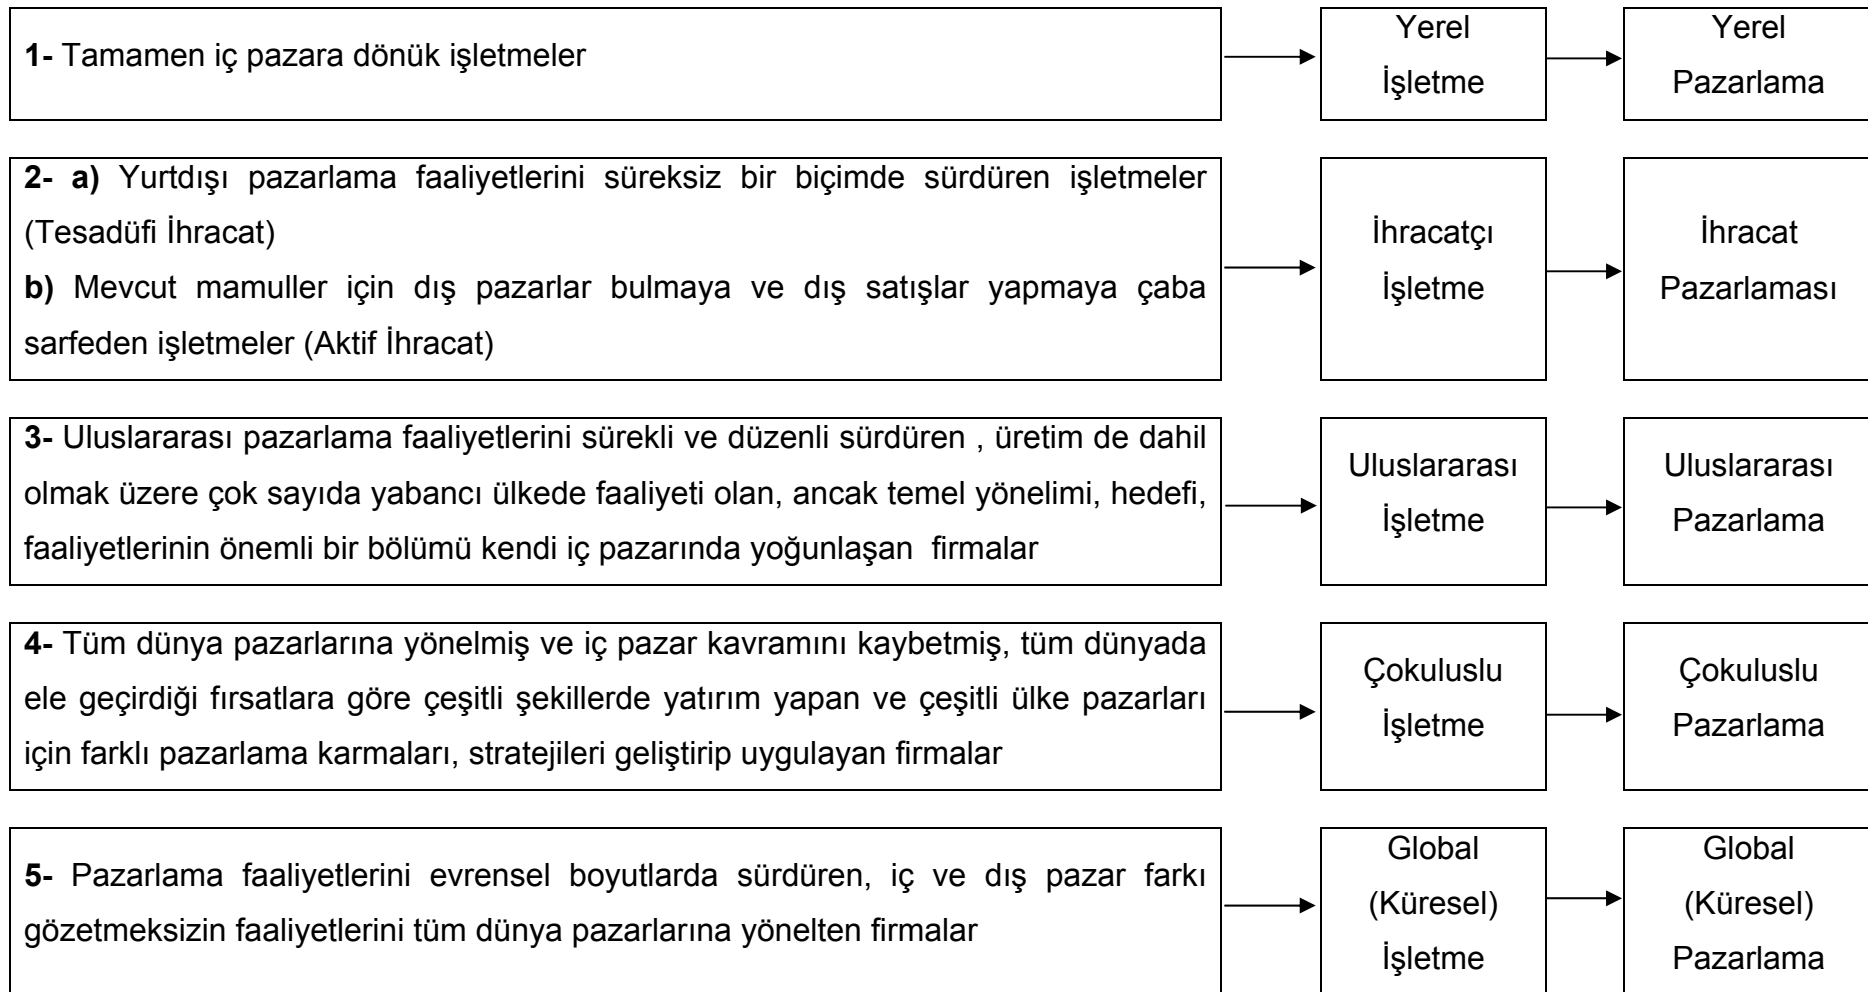 1- Tamamen iç pazara dönük işletmeler
Yerel
İşletme
Yerel
Pazarlama
2- a) Yurtdışı pazarlama faaliyetlerini süreksiz bir biçimde sürdüren işletmeler
(Tesadüfi İhracat)
b) Mevcut mamuller için dış pazarlar bulmaya ve dış satışlar yapmaya çaba
sarfeden işletmeler (Aktif İhracat)
İhracatçı
İşletme
İhracat
Pazarlaması
3- Uluslararası pazarlama faaliyetlerini sürekli ve düzenli sürdüren , üretim de dahil
olmak üzere çok sayıda yabancı ülkede faaliyeti olan, ancak temel yönelimi, hedefi,
faaliyetlerinin önemli bir bölümü kendi iç pazarında yoğunlaşan firmalar
Uluslararası
İşletme
Uluslararası
Pazarlama
4- Tüm dünya pazarlarına yönelmiş ve iç pazar kavramını kaybetmiş, tüm dünyada
ele geçirdiği fırsatlara göre çeşitli şekillerde yatırım yapan ve çeşitli ülke pazarları
için farklı pazarlama karmaları, stratejileri geliştirip uygulayan firmalar
Çokuluslu
İşletme
Çokuluslu
Pazarlama
5- Pazarlama faaliyetlerini evrensel boyutlarda sürdüren, iç ve dış pazar farkı
gözetmeksizin faaliyetlerini tüm dünya pazarlarına yönelten firmalar
Global
(Küresel)
İşletme
Global
(Küresel)
Pazarlama